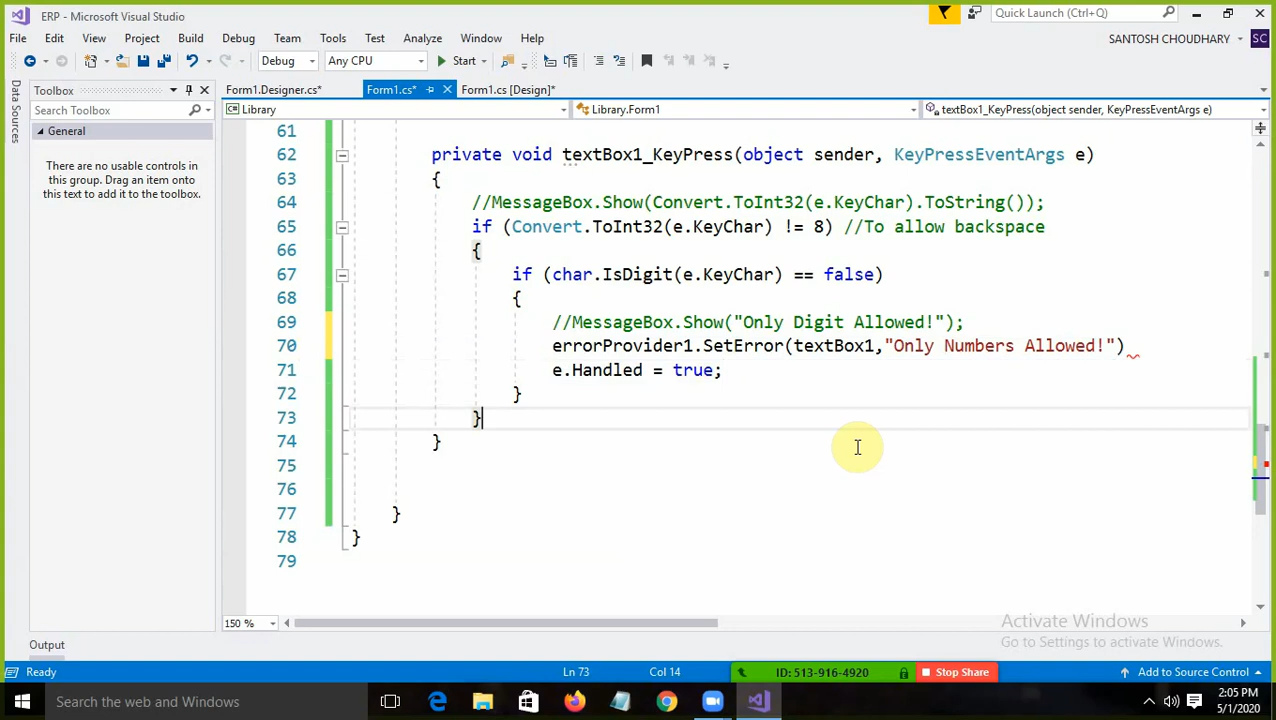 ERP - Microsoft Visual Studio
Quick Launch (Ctrl+Q)
File Edit View Project Build Debug Team Tools Test Analyze Window Help
SANTOSH CHOUDHARY SC
Debug Any CPU Start
Toolbox
Form1.Designer.cs* Form1.cs* Form1.cs [Design]*
Search Toolbox
Library Library.Form1 textBox1_KeyPress(object sender, KeyPressEventArgs e)
General
There are no usable controls in this group. Drag an item onto this text to add it to the toolbox.
Data Sources
61
62 private void textBox1_KeyPress(object sender, KeyPressEventArgs e)
63 {
64 //MessageBox.Show(Convert.ToInt32(e.KeyChar).ToString());
65 if (Convert.ToInt32(e.KeyChar) != 8) //To allow backspace
66 {
67 if (char.IsDigit(e.KeyChar) == false)
68 {
69 //MessageBox.Show("Only Digit Allowed!");
70 errorProvider1.SetError(textBox1,"Only Numbers Allowed!")
71 e.Handled = true;
72 }
73 }
74 }
75
76
77 }
78 }
79
150 %
Activate Windows
Go to Settings to activate Windows.
Output
Ready Ln 73 Col 14 ID: 513-916-4920 Stop Share Add to Source Control
Search the web and Windows
2:05 PM
5/1/2020